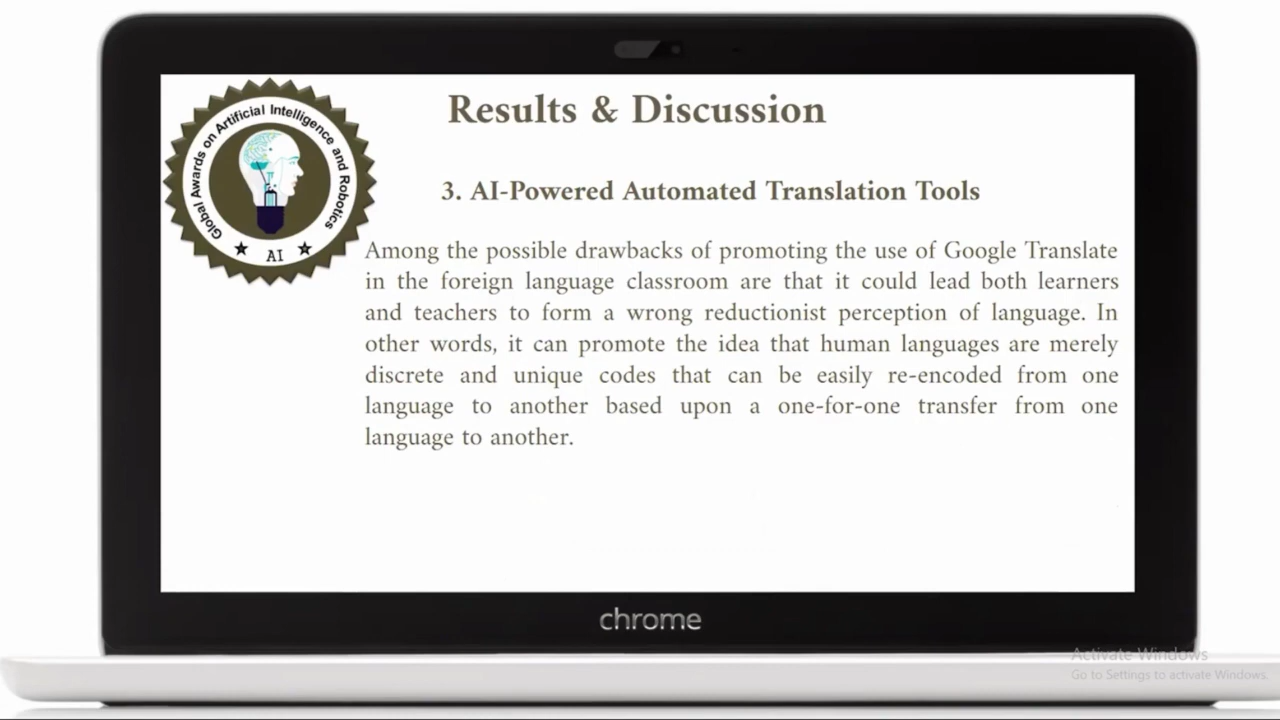 Global Awards on Artificial Intelligence and Robotics
AI
Results & Discussion
3. AI-Powered Automated Translation Tools
Among the possible drawbacks of promoting the use of Google Translate
in the foreign language classroom are that it could lead both learners
and teachers to form a wrong reductionist perception of language. In
other words, it can promote the idea that human languages are merely
discrete and unique codes that can be easily re-encoded from one
language to another based upon a one-for-one transfer from one
language to another.
chrome
Activate Windows
Go to Settings to activate Windows.